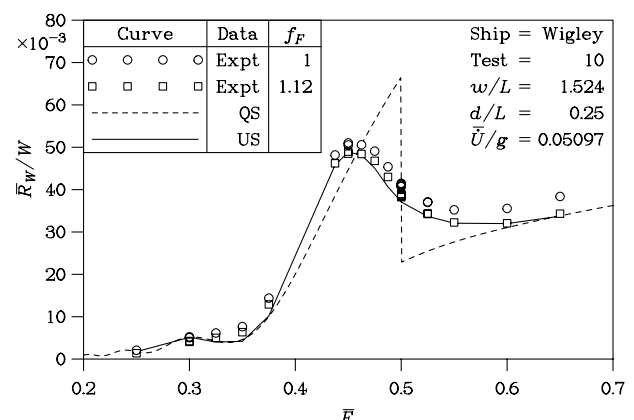 80
×10⁻³
70
60
50
40
30
20
10
0
R̅_W/W
Curve Data f_F
Expt 1
Expt 1.12
QS
US
Ship = Wigley
Test = 10
w/L = 1.524
d/L = 0.25
U̇̅/g = 0.05097
0.2 0.3 0.4 0.5 0.6 0.7
F̅